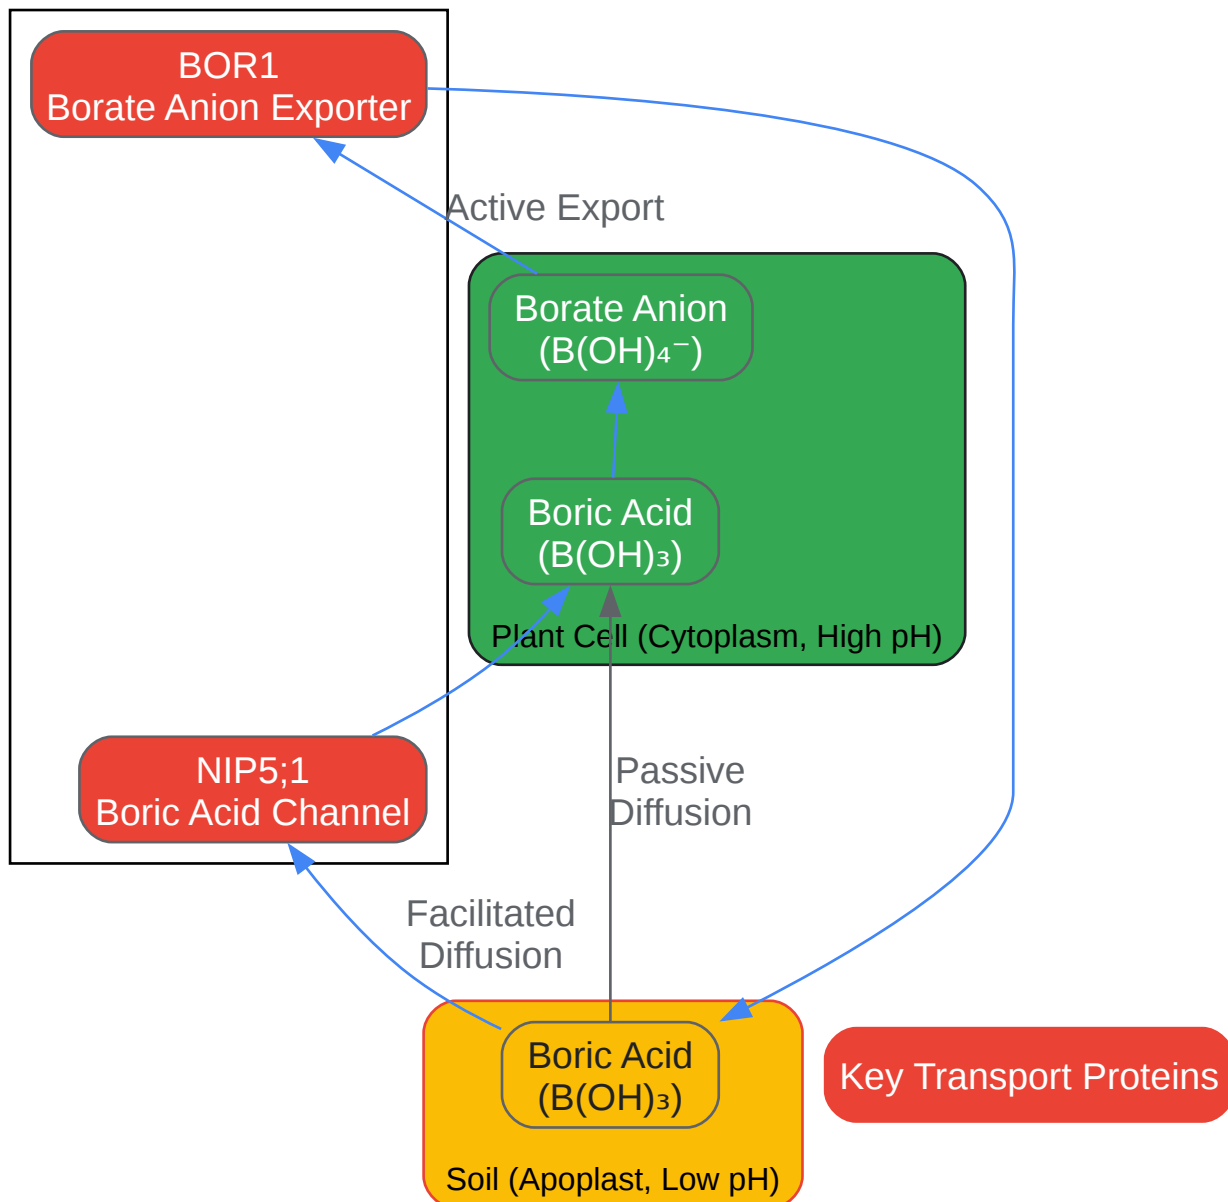 BOR1
Borate Anion Exporter
Active Export
Borate Anion
(B(OH)₄⁻)
Boric Acid
(B(OH)₃)
Plant Cell (Cytoplasm, High pH)
NIP5;1
Boric Acid Channel
Passive
Diffusion
Facilitated
Diffusion
Boric Acid
(B(OH)₃)
Key Transport Proteins
Soil (Apoplast, Low pH)